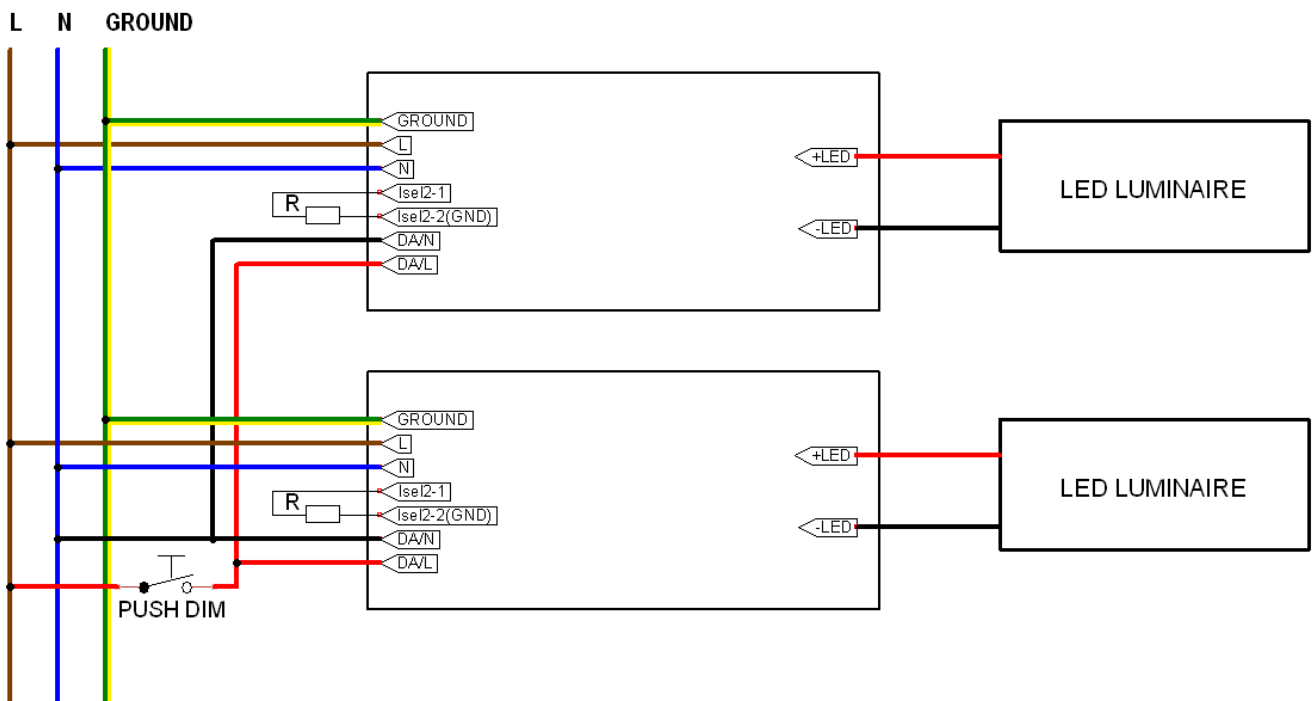 L N GROUND
GROUND
L
N
Isel2-1
R
Isel2-2(GND)
DA/N
DA/L
+LED
-LED
LED LUMINAIRE
GROUND
L
N
Isel2-1
R
Isel2-2(GND)
DA/N
DA/L
+LED
-LED
LED LUMINAIRE
PUSH DIM